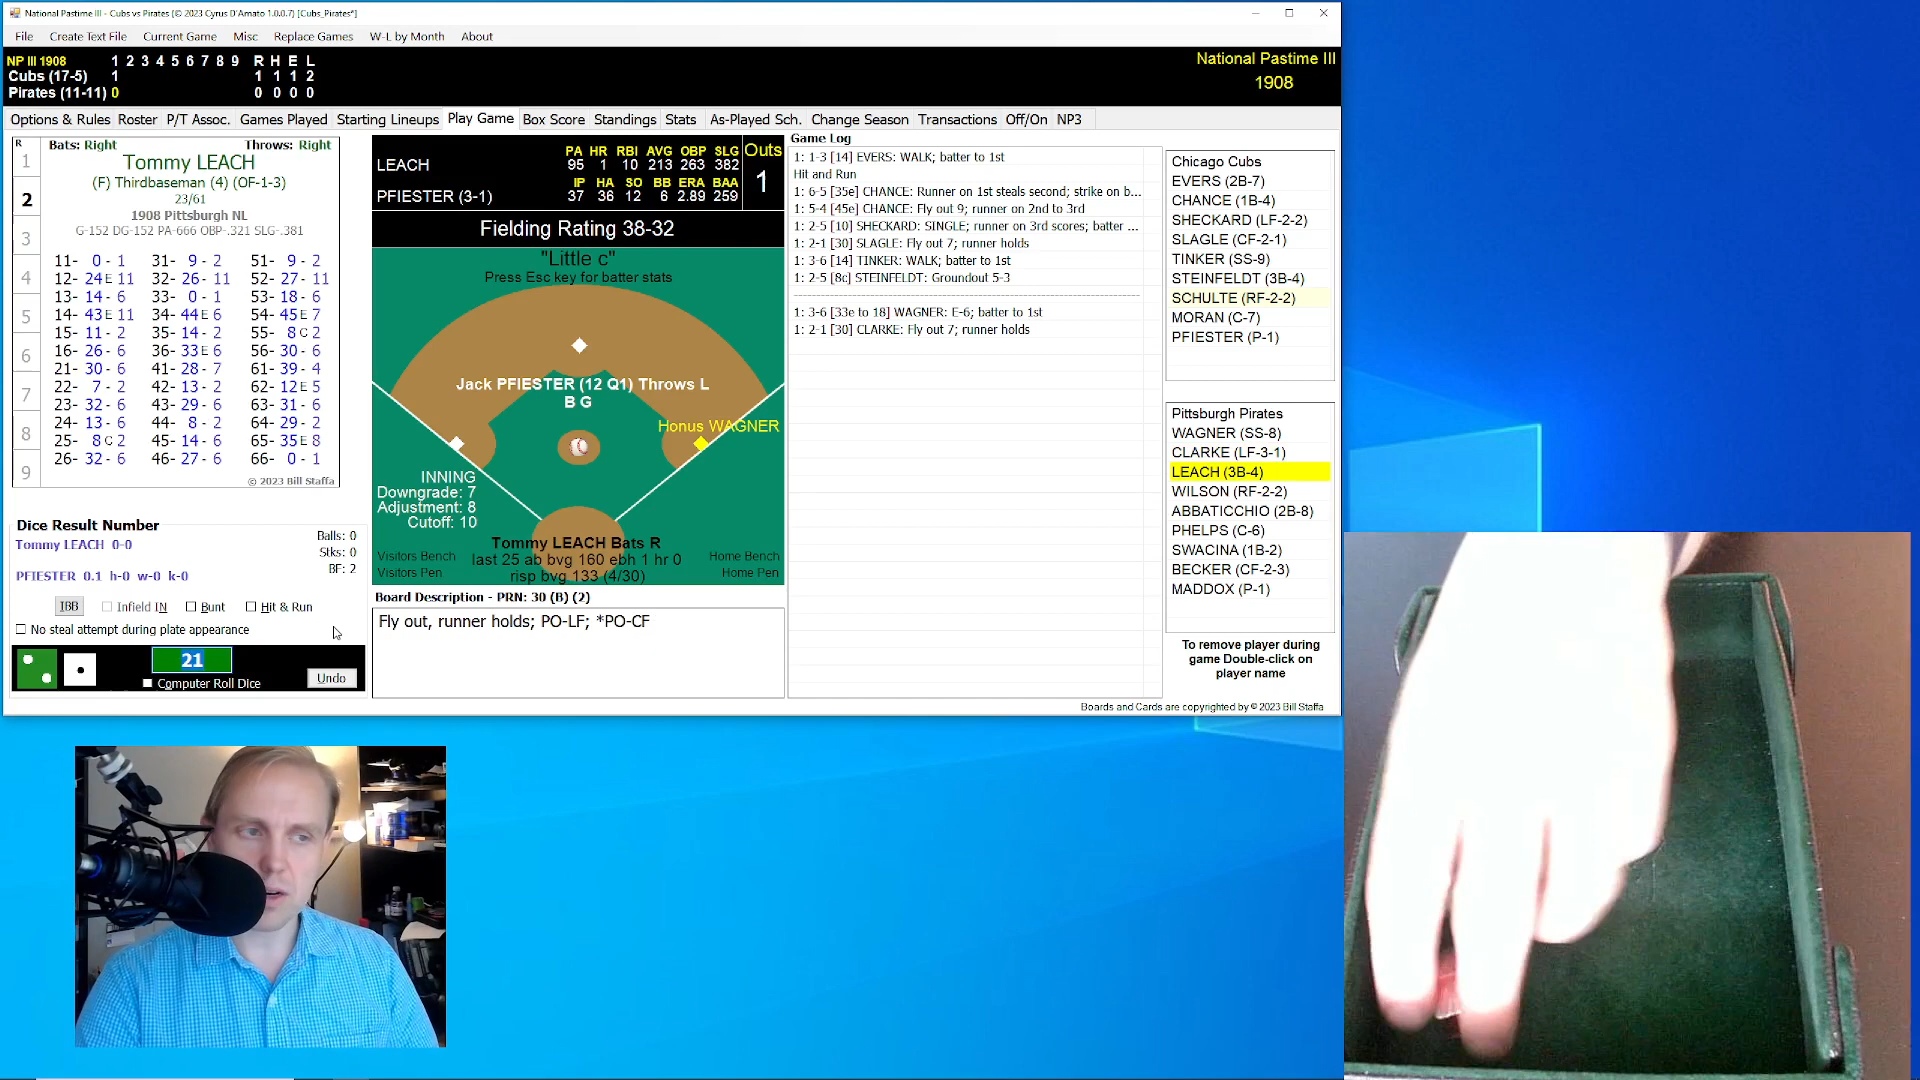 National Pastime III - Cubs vs Pirates [© 2023 Cyrus D'Amato 1.0.0.7] [Cubs_Pirates*]
File Create Text File Current Game Misc Replace Games W-L by Month About
NP III 1908 1 2 3 4 5 6 7 8 9 R H E L
Cubs (17-5) 1 1 1 1 2
Pirates (11-11) 0 0 0 0 0
National Pastime III
1908
Options & Rules Roster P/T Assoc. Games Played Starting Lineups Play Game Box Score Standings Stats As-Played Sch. Change Season Transactions Off/On NP3
R
1
2
3
4
5
6
7
8
9
Bats: Right Throws: Right
Tommy LEACH
(F) Thirdbaseman (4) (OF-1-3)
23/61
1908 Pittsburgh NL
G-152 DG-152 PA-666 OBP-.321 SLG-.381
11- 0 - 1 31- 9 - 2 51- 9 - 2
12- 24 E 11 32- 26 - 11 52- 27 - 11
13- 14 - 6 33- 0 - 1 53- 18 - 6
14- 43 E 11 34- 44 E 6 54- 45 E 7
15- 11 - 2 35- 14 - 2 55- 8 C 2
16- 26 - 6 36- 33 E 6 56- 30 - 6
21- 30 - 6 41- 28 - 7 61- 39 - 4
22- 7 - 2 42- 13 - 2 62- 12 E 5
23- 32 - 6 43- 29 - 6 63- 31 - 6
24- 13 - 6 44- 8 - 2 64- 29 - 2
25- 8 C 2 45- 14 - 6 65- 35 E 8
26- 32 - 6 46- 27 - 6 66- 0 - 1
© 2023 Bill Staffa
Dice Result Number
Tommy LEACH 0-0
PFIESTER 0.1 h-0 w-0 k-0
Balls: 0
Stks: 0
BF: 2
IBB Infield IN Bunt Hit & Run
No steal attempt during plate appearance
21
Computer Roll Dice
Undo
PA HR RBI AVG OBP SLG Outs
LEACH 95 1 10 213 263 382 1
IP HA SO BB ERA BAA
PFIESTER (3-1) 37 36 12 6 2.89 259
Fielding Rating 38-32
"Little c"
Press Esc key for batter stats
Jack PFIESTER (12 Q1) Throws L
B G
Honus WAGNER
INNING
Downgrade: 7
Adjustment: 8
Cutoff: 10
Tommy LEACH Bats R
last 25 ab bvg 160 ebh 1 hr 0
risp bvg 133 (4/30)
Visitors Bench
Visitors Pen
Home Bench
Home Pen
Board Description - PRN: 30 (B) (2)
Fly out, runner holds; PO-LF; *PO-CF
Game Log
1: 1-3 [14] EVERS: WALK; batter to 1st
Hit and Run
1: 6-5 [35e] CHANCE: Runner on 1st steals second; strike on b...
1: 5-4 [45e] CHANCE: Fly out 9; runner on 2nd to 3rd
1: 2-5 [10] SHECKARD: SINGLE; runner on 3rd scores; batter ...
1: 2-1 [30] SLAGLE: Fly out 7; runner holds
1: 3-6 [14] TINKER: WALK; batter to 1st
1: 2-5 [8c] STEINFELDT: Groundout 5-3
1: 3-6 [33e to 18] WAGNER: E-6; batter to 1st
1: 2-1 [30] CLARKE: Fly out 7; runner holds
Chicago Cubs
EVERS (2B-7)
CHANCE (1B-4)
SHECKARD (LF-2-2)
SLAGLE (CF-2-1)
TINKER (SS-9)
STEINFELDT (3B-4)
SCHULTE (RF-2-2)
MORAN (C-7)
PFIESTER (P-1)
Pittsburgh Pirates
WAGNER (SS-8)
CLARKE (LF-3-1)
LEACH (3B-4)
WILSON (RF-2-2)
ABBATICCHIO (2B-8)
PHELPS (C-6)
SWACINA (1B-2)
BECKER (CF-2-3)
MADDOX (P-1)
To remove player during
game Double-click on
player name
Boards and Cards are copyrighted by © 2023 Bill Staffa